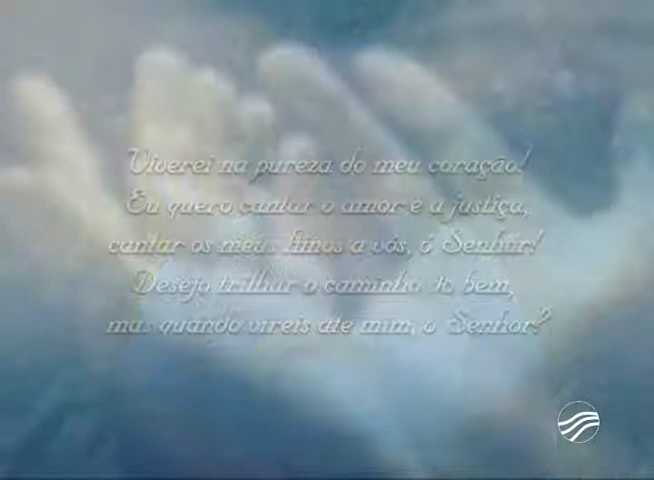 Viverei na pureza do meu coração!
Eu quero cantar o amor e a justiça,
cantar os meus hinos a vós, ó Senhor!
Desejo trilhar o caminho do bem,
mas quando vireis até mim, ó Senhor?